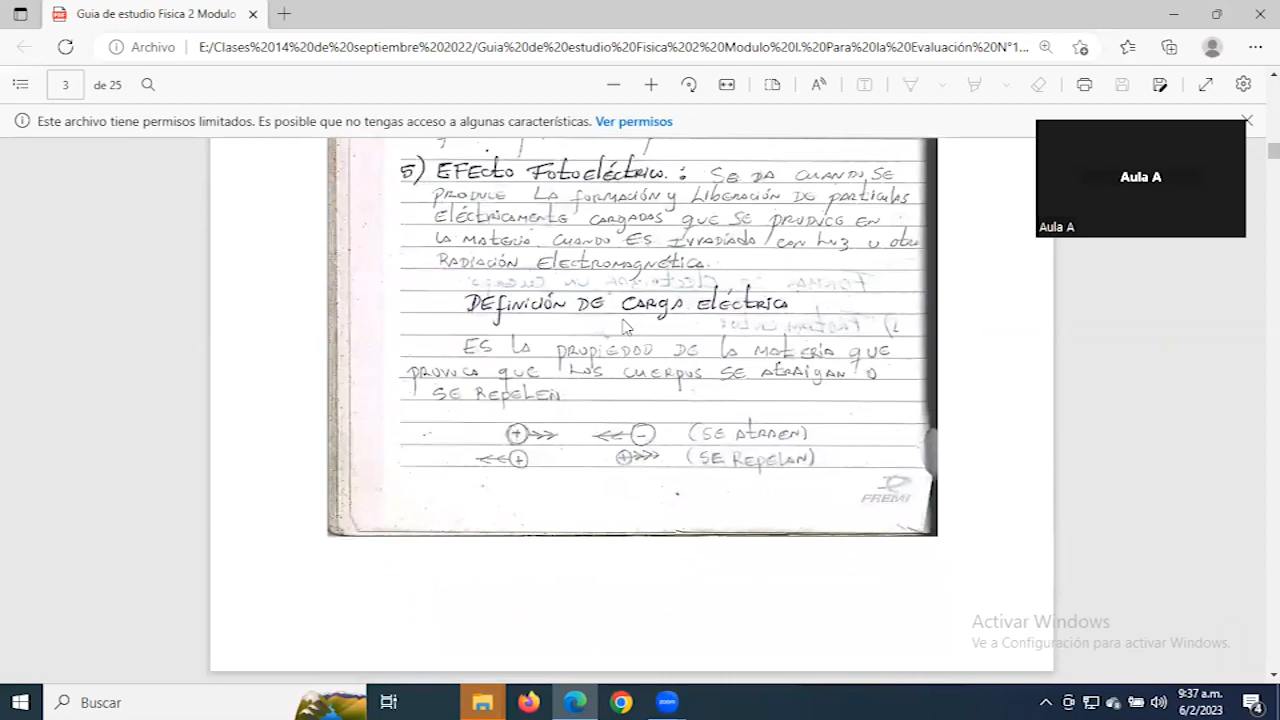 Guia de estudio Fisica 2 Modulo
Archivo
E:/Clases%2014%20de%20septiembre%202022/Guia%20de%20estudio%20Fisica%202%20Modulo%20I.%20Para%20la%20Evaluación%20N°1...
3 de 25
Este archivo tiene permisos limitados. Es posible que no tengas acceso a algunas características. Ver permisos
5) EFECTO FOTOELÉCTRICO: SE DA CUANDO SE
PRODUCE LA FORMACIÓN Y LIBERACIÓN DE PARTICULAS
ELÉCTRICAMENTE CARGADAS QUE SE PRODUCE EN
LA MATERIA CUANDO ES IRRADIADA CON LUZ U OTRA
RADIACIÓN ELECTROMAGNÉTICA.
DEFINICIÓN DE CARGA ELÉCTRICA
ES LA PROPIEDAD DE LA MATERIA QUE
PROVOCA QUE LOS CUERPOS SE ATRAIGAN O
SE REPELEN
+ - (SE ATRAEN)
+ + (SE REPELAN)
FREMI
Aula A
Aula A
Activar Windows
Ve a Configuración para activar Windows.
Buscar
zoom
9:37 a.m.
6/2/2023
4